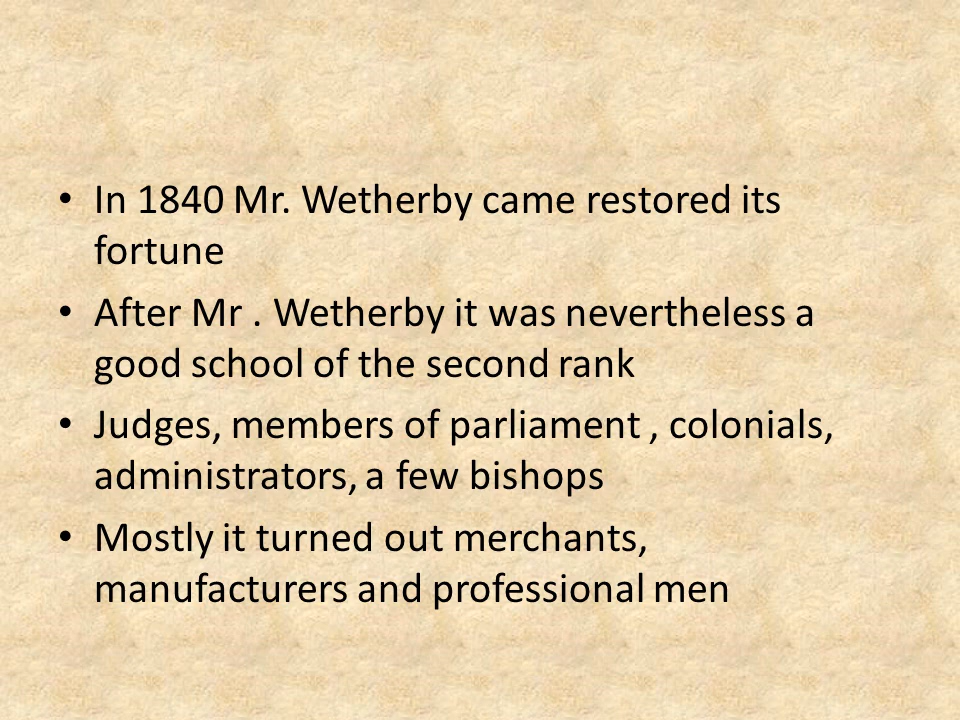 • In 1840 Mr. Wetherby came restored its
fortune
• After Mr . Wetherby it was nevertheless a
good school of the second rank
• Judges, members of parliament , colonials,
administrators, a few bishops
• Mostly it turned out merchants,
manufacturers and professional men